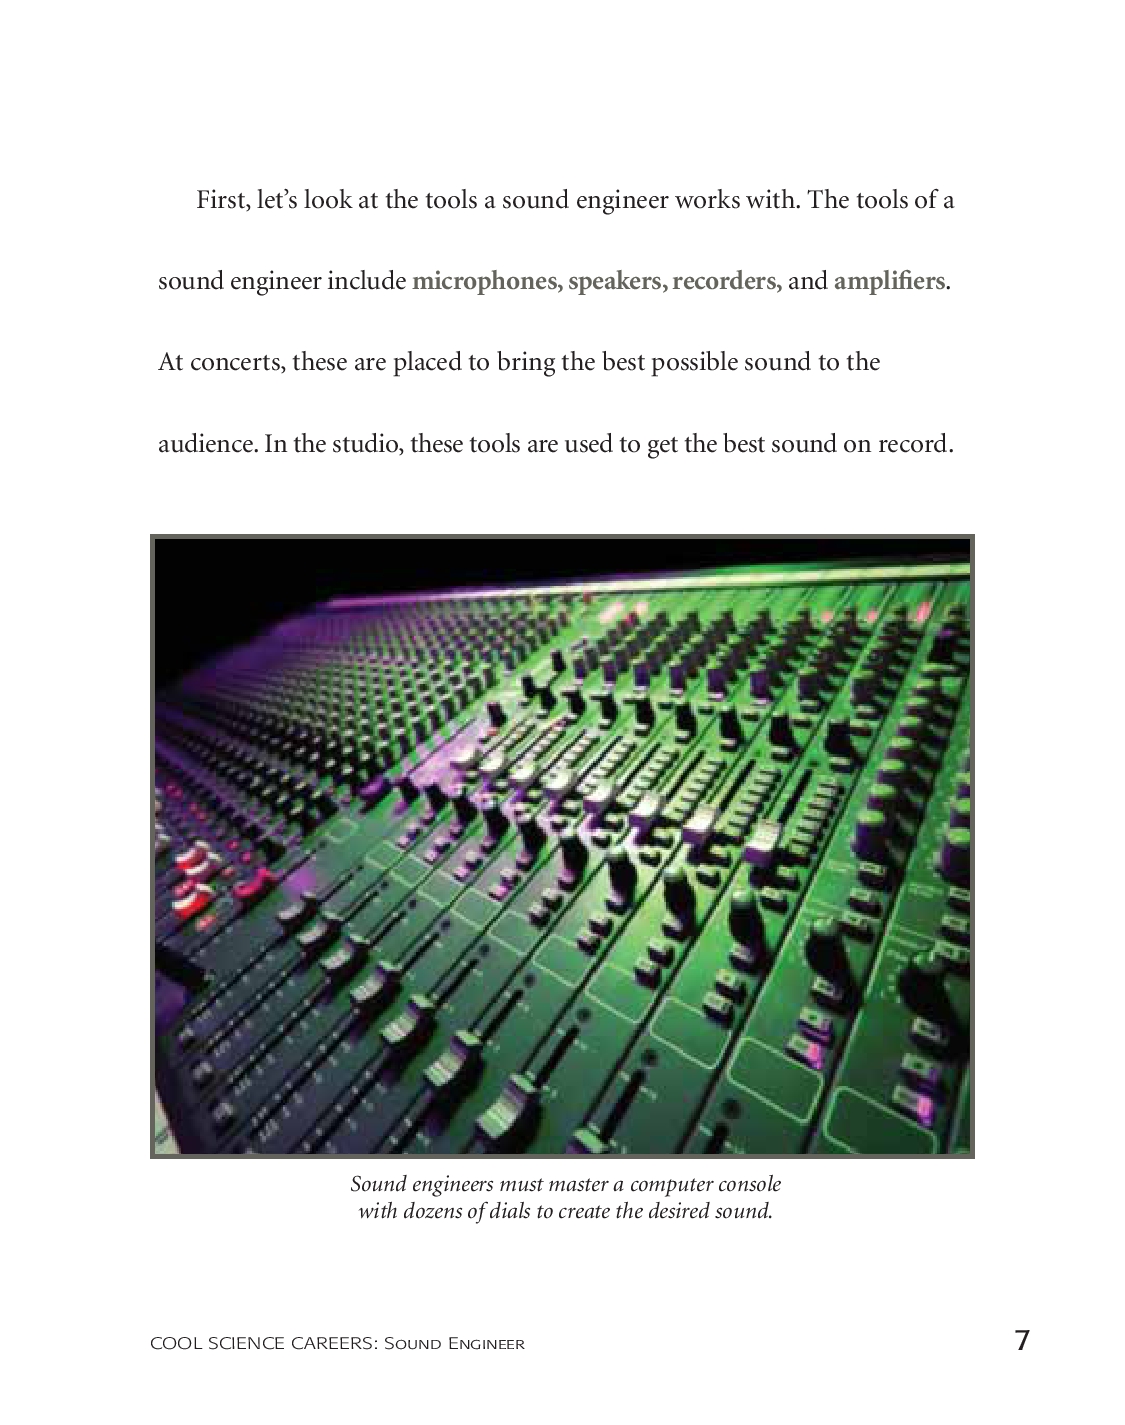 First, let’s look at the tools a sound engineer works with. The tools of a
sound engineer include microphones, speakers, recorders, and amplifiers.
At concerts, these are placed to bring the best possible sound to the
audience. In the studio, these tools are used to get the best sound on record.
Sound engineers must master a computer console
with dozens of dials to create the desired sound.
COOL SCIENCE CAREERS: SOUND ENGINEER 7